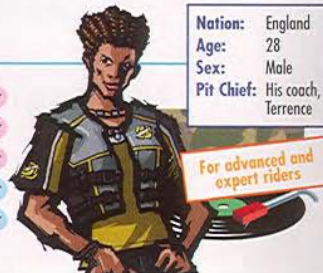 Nation: England
Age: 28
Sex: Male
Pit Chief: His coach,
Terrence
For advanced and
expert riders